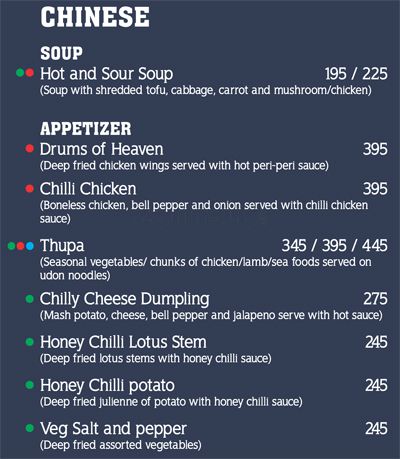 CHINESE
SOUP
Hot and Sour Soup 195 / 225
(Soup with shredded tofu, cabbage, carrot and mushroom/chicken)
APPETIZER
Drums of Heaven 395
(Deep fried chicken wings served with hot peri-peri sauce)
Chilli Chicken 395
(Boneless chicken, bell pepper and onion served with chilli chicken
sauce)
Thupa 345 / 395 / 445
(Seasonal vegetables/ chunks of chicken/lamb/sea foods served on
udon noodles)
Chilly Cheese Dumpling 275
(Mash potato, cheese, bell pepper and jalapeno serve with hot sauce)
Honey Chilli Lotus Stem 245
(Deep fried lotus stems with honey chilli sauce)
Honey Chilli potato 245
(Deep fried julienne of potato with honey chilli sauce)
Veg Salt and pepper 245
(Deep fried assorted vegetables)